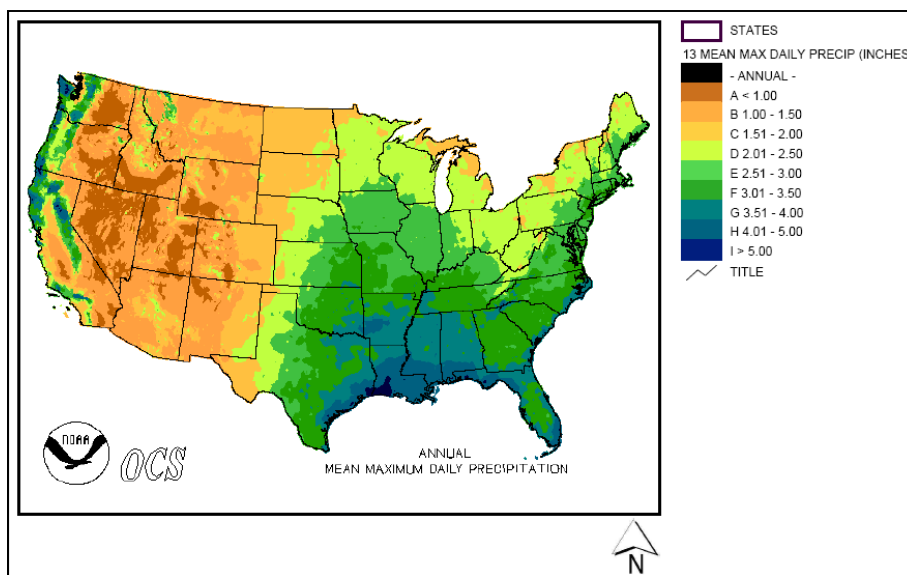 STATES
13 MEAN MAX DAILY PRECIP (INCHES
- ANNUAL -
A < 1.00
B 1.00 - 1.50
C 1.51 - 2.00
D 2.01 - 2.50
E 2.51 - 3.00
F 3.01 - 3.50
G 3.51 - 4.00
H 4.01 - 5.00
I > 5.00
TITLE
NOAA
OCS
ANNUAL
MEAN MAXIMUM DAILY PRECIPITATION
N